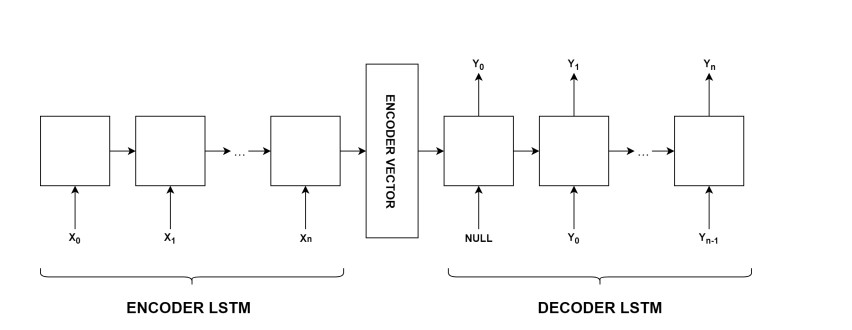 Y0 Y1 Yn
ENCODER VECTOR
... ...
X0 X1 Xn NULL Y0 Yn-1
ENCODER LSTM DECODER LSTM